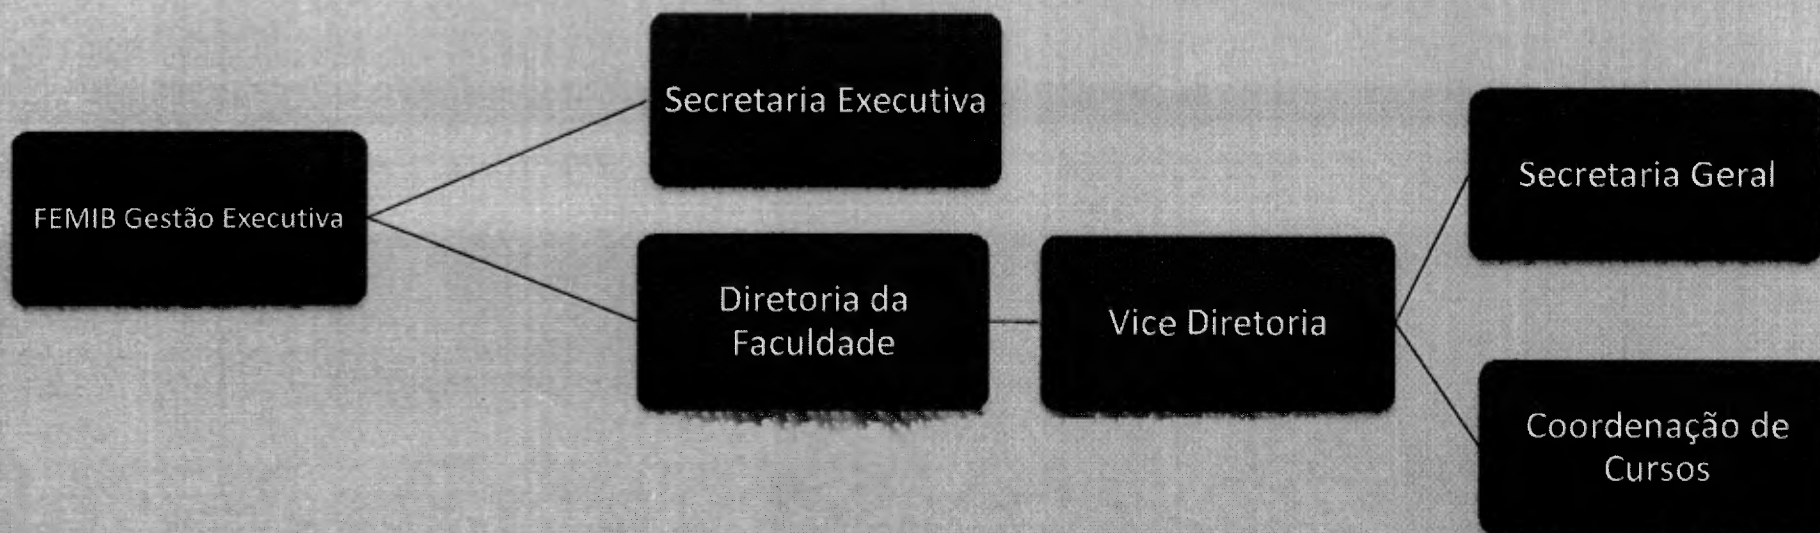 FEMIB Gestão Executiva
Secretaria Executiva
Diretoria da
Faculdade
Vice Diretoria
Secretaria Geral
Coordenação de
Cursos